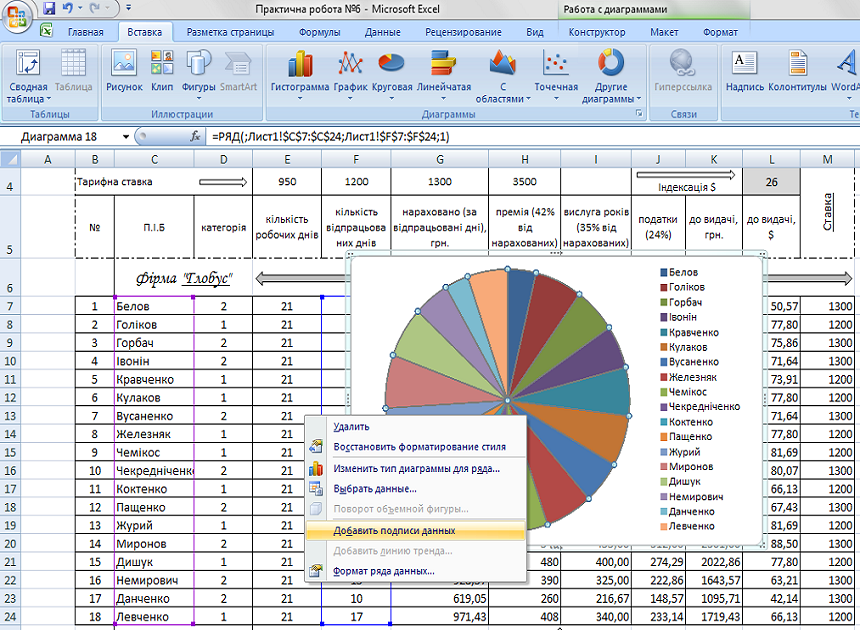 Практична робота №6 - Microsoft Excel
Работа с диаграммами
Главная Вставка Разметка страницы Формулы Данные Рецензирование Вид Конструктор Макет Формат
Сводная таблица Таблица Рисунок Клип Фигуры SmartArt Гистограмма График Круговая Линейчатая С областями Точечная Другие диаграммы Гиперссылка Надпись Колонтитулы
Таблицы Иллюстрации Диаграммы Связи
Диаграмма 18 fx =РЯД(;Лист1!$C$7:$C$24;Лист1!$F$7:$F$24;1)
A B C D E F G H I J K L M
4 Тарифна ставка 950 1200 1300 3500 Індексація $ 26
5 № П.І.Б категорія кількість робочих днів кількість відпрацьова них днів нараховано (за відпрацьовані дні), грн. премія (42% від нарахованих) вислуга років (35% від нарахованих) податки (24%) до видачі, грн. до видачі, $ Ставка
6 фірма "Глобус"
7 1 Белов 2 21 50,57 1300
8 2 Голіков 1 21 77,80 1200
9 3 Горбач 2 21 75,86 1300
10 4 Івонін 2 21 71,64 1300
11 5 Кравченко 1 21 73,91 1200
12 6 Кулаков 1 21 77,80 1200
13 7 Вусаненко 2 21 71,64 1300
14 8 Железняк 1 21 77,80 1200
15 9 Чемікос 1 21 81,69 1200
16 10 Чекредніченк 2 21 80,07 1300
17 11 Коктенко 1 21 66,13 1200
18 12 Пащенко 2 21 67,43 1300
19 13 Журий 1 21 81,69 1200
20 14 Миронов 2 21 88,50 1300
21 15 Дишук 1 21 480 400,00 274,29 2022,86 77,80 1200
22 16 Немирович 2 21 390 325,00 222,86 1643,57 63,21 1300
23 17 Данченко 2 21 10 619,05 260 216,67 148,57 1095,71 42,14 1300
24 18 Левченко 1 21 17 971,43 408 340,00 233,14 1719,43 66,13 1200
Белов
Голіков
Горбач
Івонін
Кравченко
Кулаков
Вусаненко
Железняк
Чемікос
Чекредніченко
Коктенко
Пащенко
Журий
Миронов
Дишук
Немирович
Данченко
Левченко
Удалить
Восстановить форматирование стиля
Изменить тип диаграммы для ряда...
Выбрать данные...
Поворот объемной фигуры...
Добавить подписи данных
Добавить линию тренда...
Формат ряда данных...